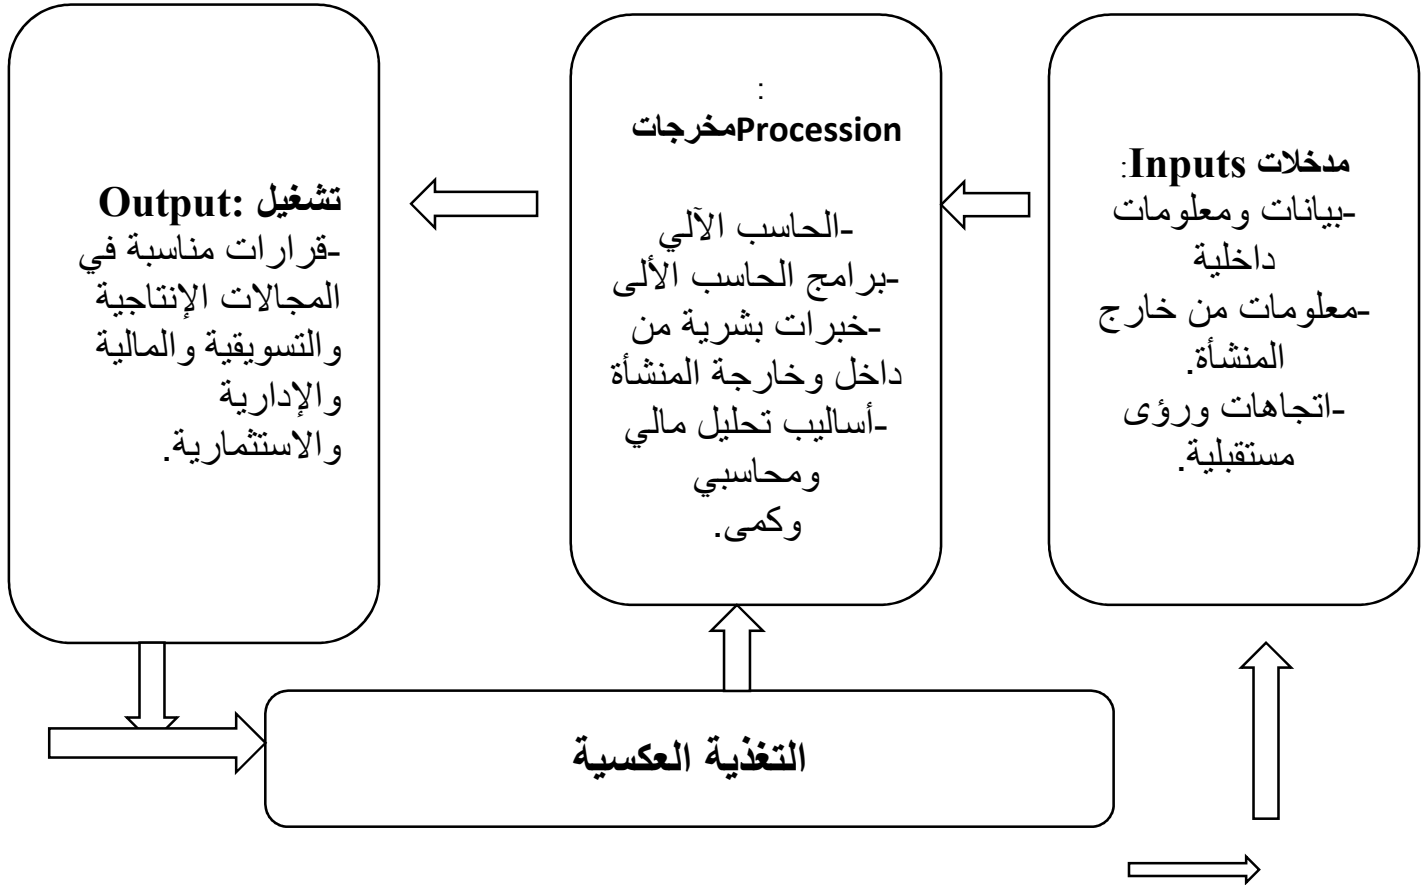 مدخلات Inputs:
-بيانات ومعلومات
داخلية
-معلومات من خارج
المنشأة.
-اتجاهات ورؤى
مستقبلية.
:
Processionمخرجات
-الحاسب الآلي
-برامج الحاسب الألى
-خبرات بشرية من
داخل وخارجة المنشأة
-أساليب تحليل مالي
ومحاسبي
وكمى.
تشغيل Output:
-قرارات مناسبة في
المجالات الإنتاجية
والتسويقية والمالية
والإدارية
والاستثمارية.
التغذية العكسية